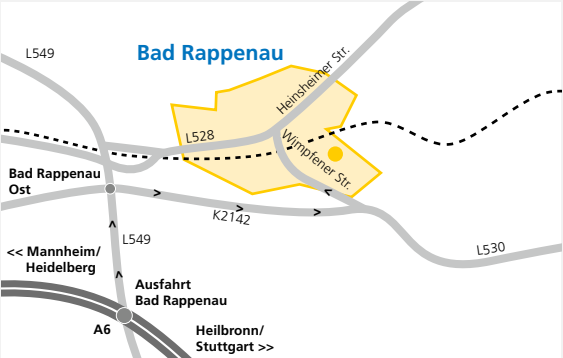 L549
Bad Rappenau
Heinsheimer Str.
L528
Wimpfener Str.
Bad Rappenau
Ost
K2142
L549
L530
<< Mannheim/
Heidelberg
Ausfahrt
Bad Rappenau
A6
Heilbronn/
Stuttgart >>